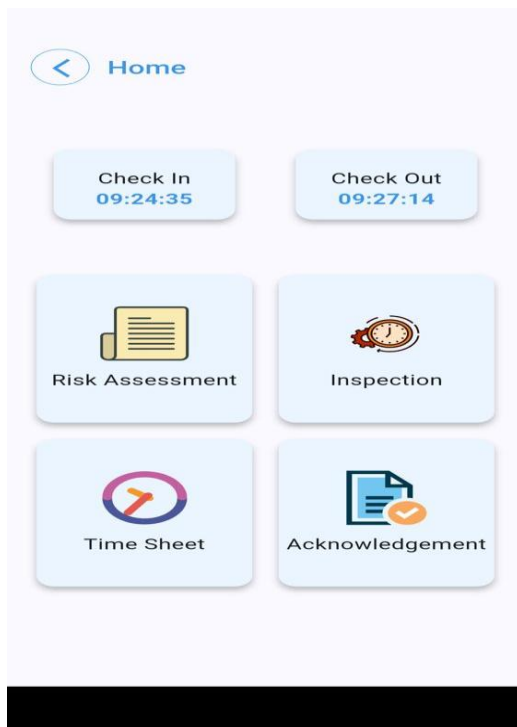 Home
Check In
09:24:35
Check Out
09:27:14
Risk Assessment
Inspection
Time Sheet
Acknowledgement